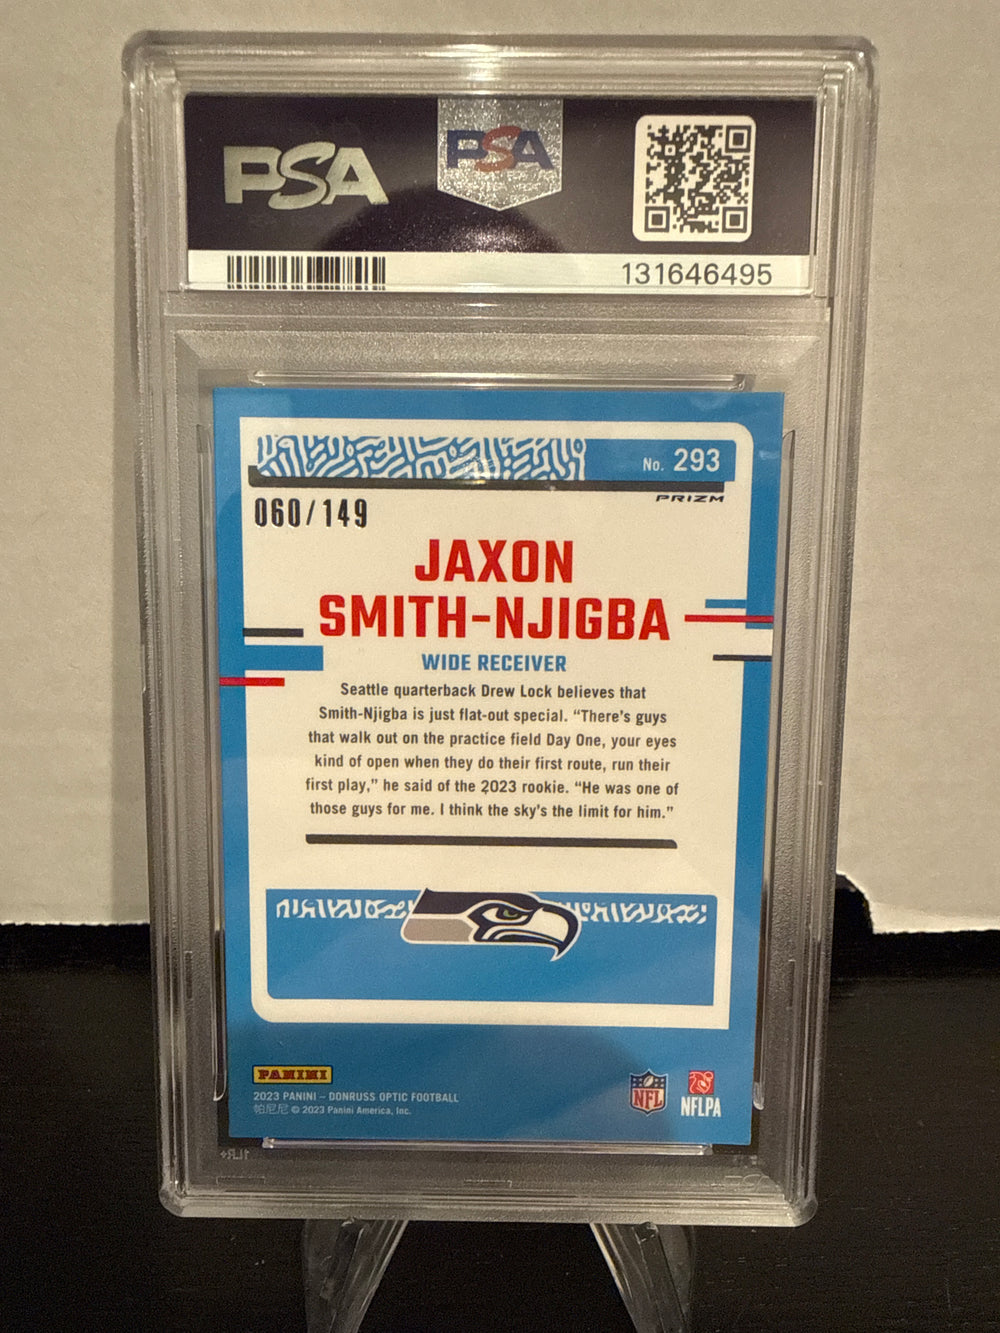 PSA
PSA
131646495
No. 293
PRIZM
060/149
JAXON
SMITH-NJIGBA
WIDE RECEIVER
Seattle quarterback Drew Lock believes that
Smith-Njigba is just flat-out special. “There’s guys
that walk out on the practice field Day One, your eyes
kind of open when they do their first route, run their
first play,” he said of the 2023 rookie. “He was one of
those guys for me. I think the sky’s the limit for him.”
PANINI
2023 PANINI – DONRUSS OPTIC FOOTBALL
帕尼尼 © 2023 Panini America, Inc.
NFL
NFLPA